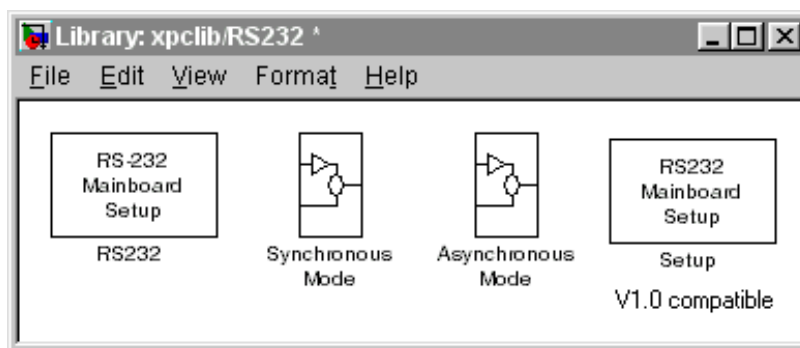 Library: xpclib/RS232 *
File Edit View Format Help
RS-232
Mainboard
Setup
RS232
Synchronous
Mode
Asynchronous
Mode
RS232
Mainboard
Setup
Setup
V1.0 compatible